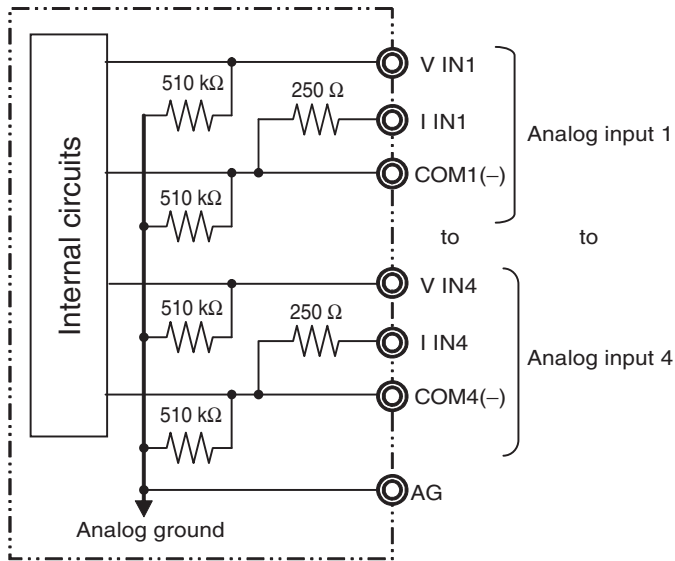 Internal circuits
510 kΩ
250 Ω
V IN1
I IN1
COM1(−)
Analog input 1
510 kΩ
to
to
510 kΩ
250 Ω
V IN4
I IN4
COM4(−)
Analog input 4
510 kΩ
AG
Analog ground